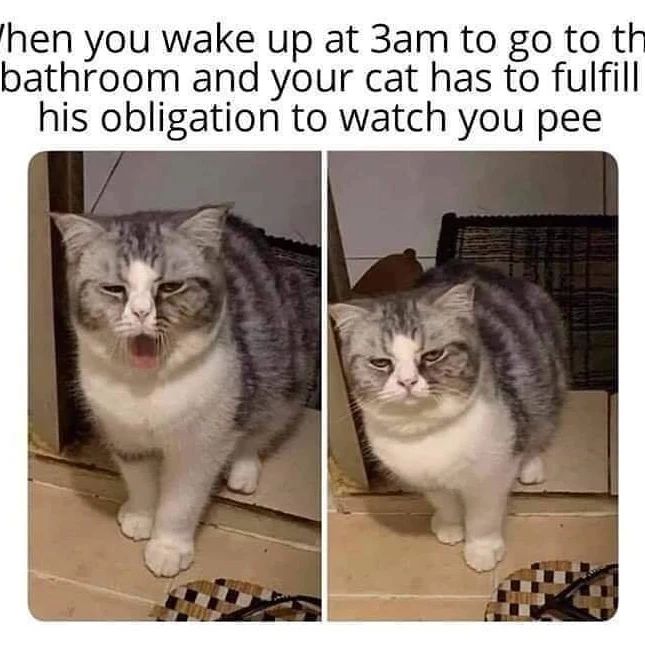 hen you wake up at 3am to go to th
bathroom and your cat has to fulfill
his obligation to watch you pee